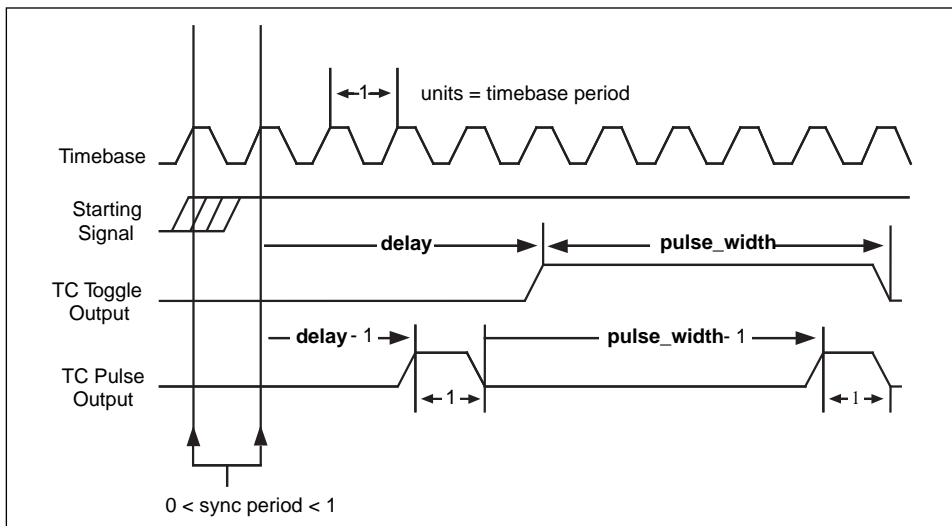 1
units = timebase period
Timebase
Starting
Signal
delay
pulse_width
TC Toggle
Output
delay - 1
pulse_width- 1
TC Pulse
Output
1
1
0 < sync period < 1